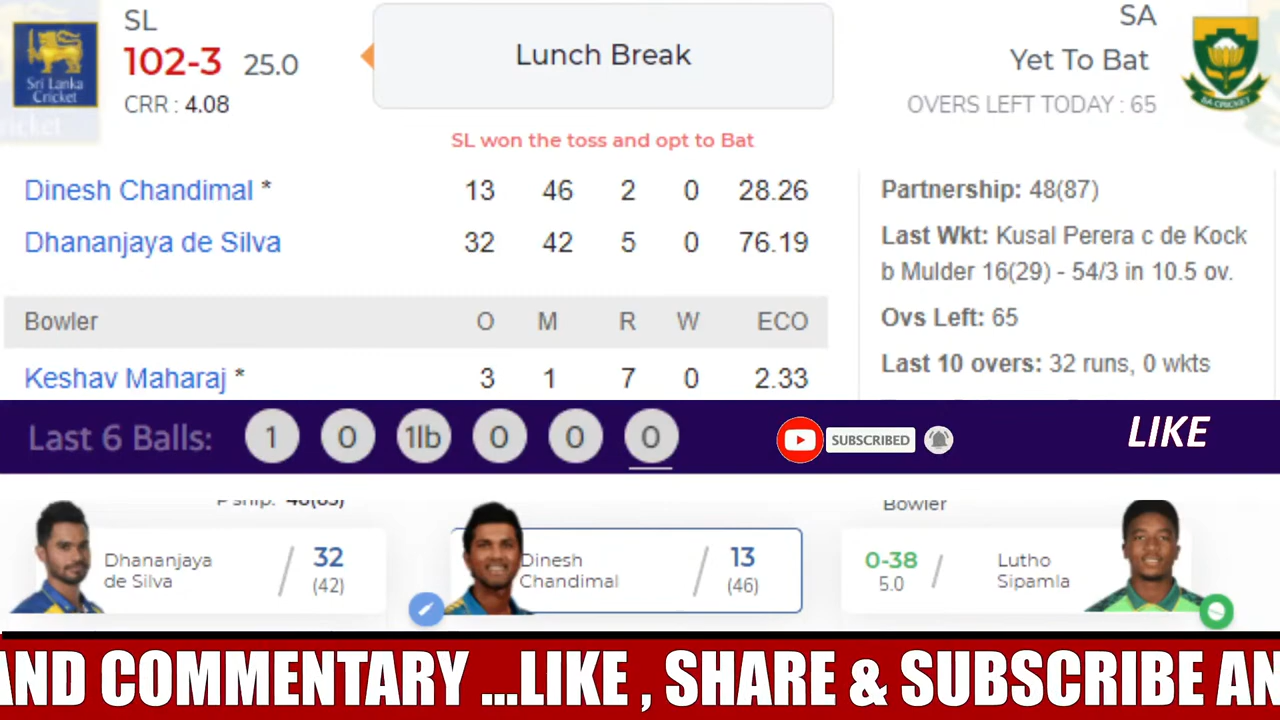 SL
102-3 25.0
CRR : 4.08
Sri Lanka
Cricket
Lunch Break
SA
Yet To Bat
OVERS LEFT TODAY : 65
SA CRICKET
SL won the toss and opt to Bat
Dinesh Chandimal * 13 46 2 0 28.26
Dhananjaya de Silva 32 42 5 0 76.19
Bowler O M R W ECO
Keshav Maharaj * 3 1 7 0 2.33
Partnership: 48(87)
Last Wkt: Kusal Perera c de Kock
b Mulder 16(29) - 54/3 in 10.5 ov.
Ovs Left: 65
Last 10 overs: 32 runs, 0 wkts
Last 6 Balls: 1 0 1lb 0 0 0
SUBSCRIBED
LIKE
Dhananjaya
de Silva
32
(42)
Dinesh
Chandimal
13
(46)
Bowler
0-38
5.0
Lutho
Sipamla
AND COMMENTARY ...LIKE , SHARE & SUBSCRIBE AN